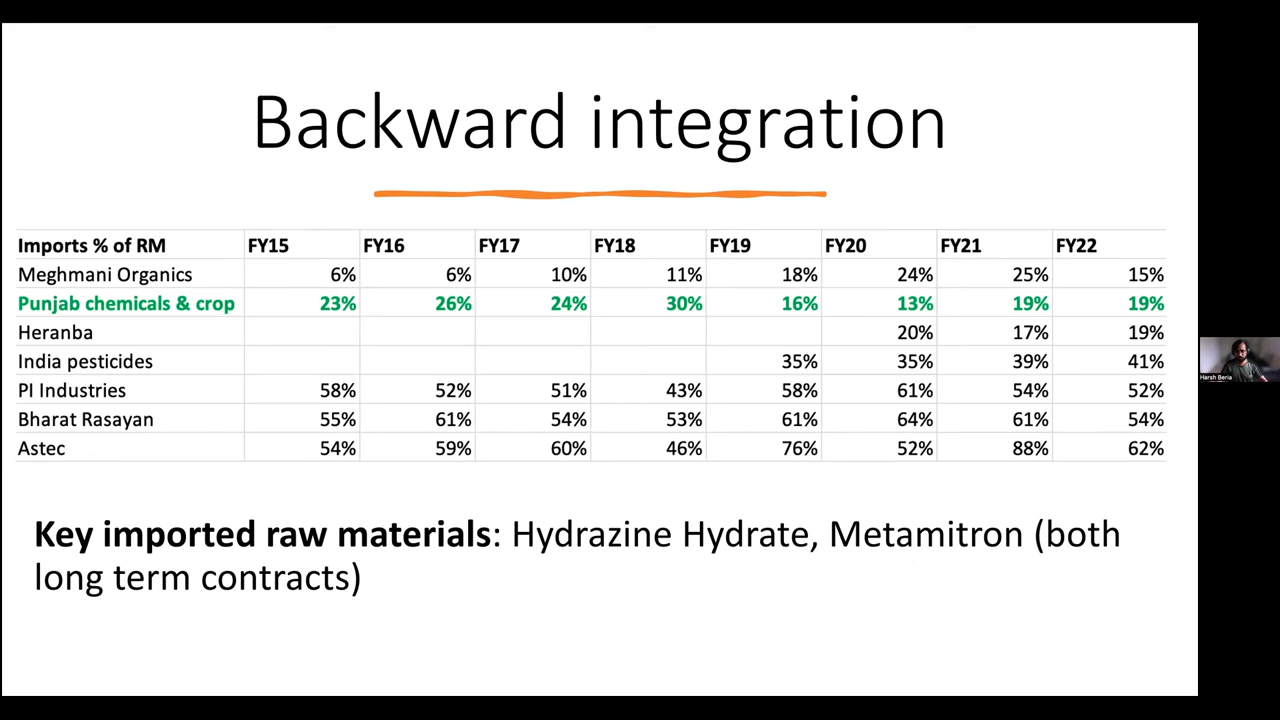 Backward integration
Imports % of RM FY15 FY16 FY17 FY18 FY19 FY20 FY21 FY22
Meghmani Organics 6% 6% 10% 11% 18% 24% 25% 15%
Punjab chemicals & crop 23% 26% 24% 30% 16% 13% 19% 19%
Heranba 20% 17% 19%
India pesticides 35% 35% 39% 41%
PI Industries 58% 52% 51% 43% 58% 61% 54% 52%
Bharat Rasayan 55% 61% 54% 53% 61% 64% 61% 54%
Astec 54% 59% 60% 46% 76% 52% 88% 62%
Key imported raw materials: Hydrazine Hydrate, Metamitron (both
long term contracts)
Harsh Beria